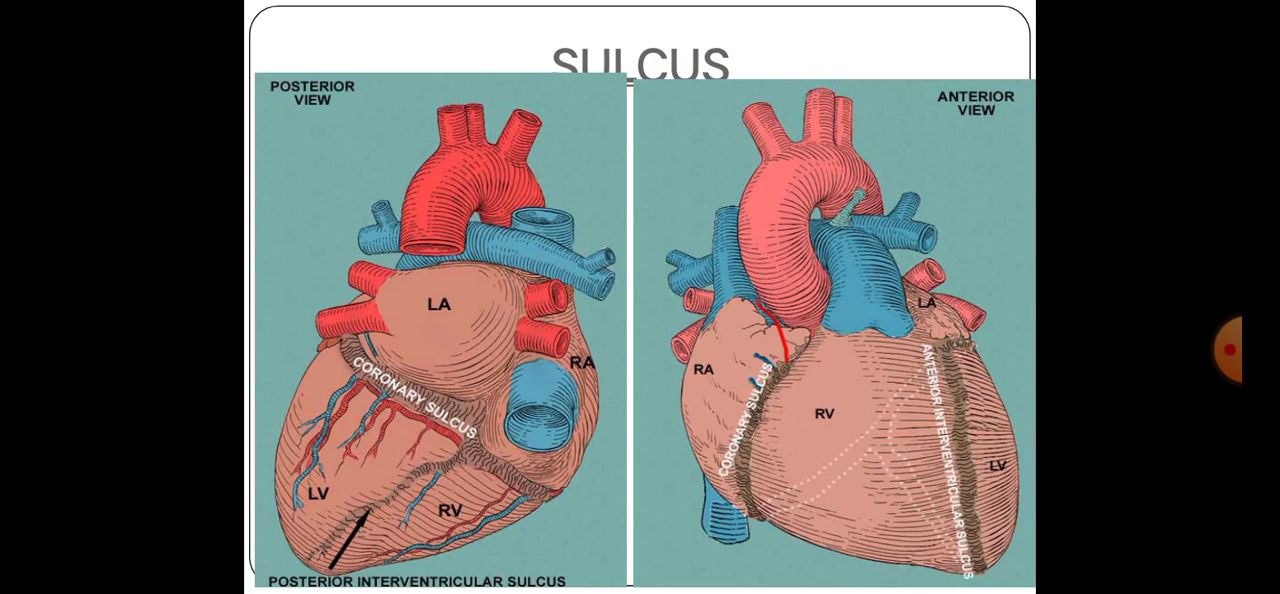 SULCUS
POSTERIOR
VIEW
LA
RA
CORONARY SULCUS
LV
RV
POSTERIOR INTERVENTRICULAR SULCUS
ANTERIOR
VIEW
LA
RA
CORONARY SULCUS
RV
ANTERIOR INTERVENTRICULAR SULCUS
LV